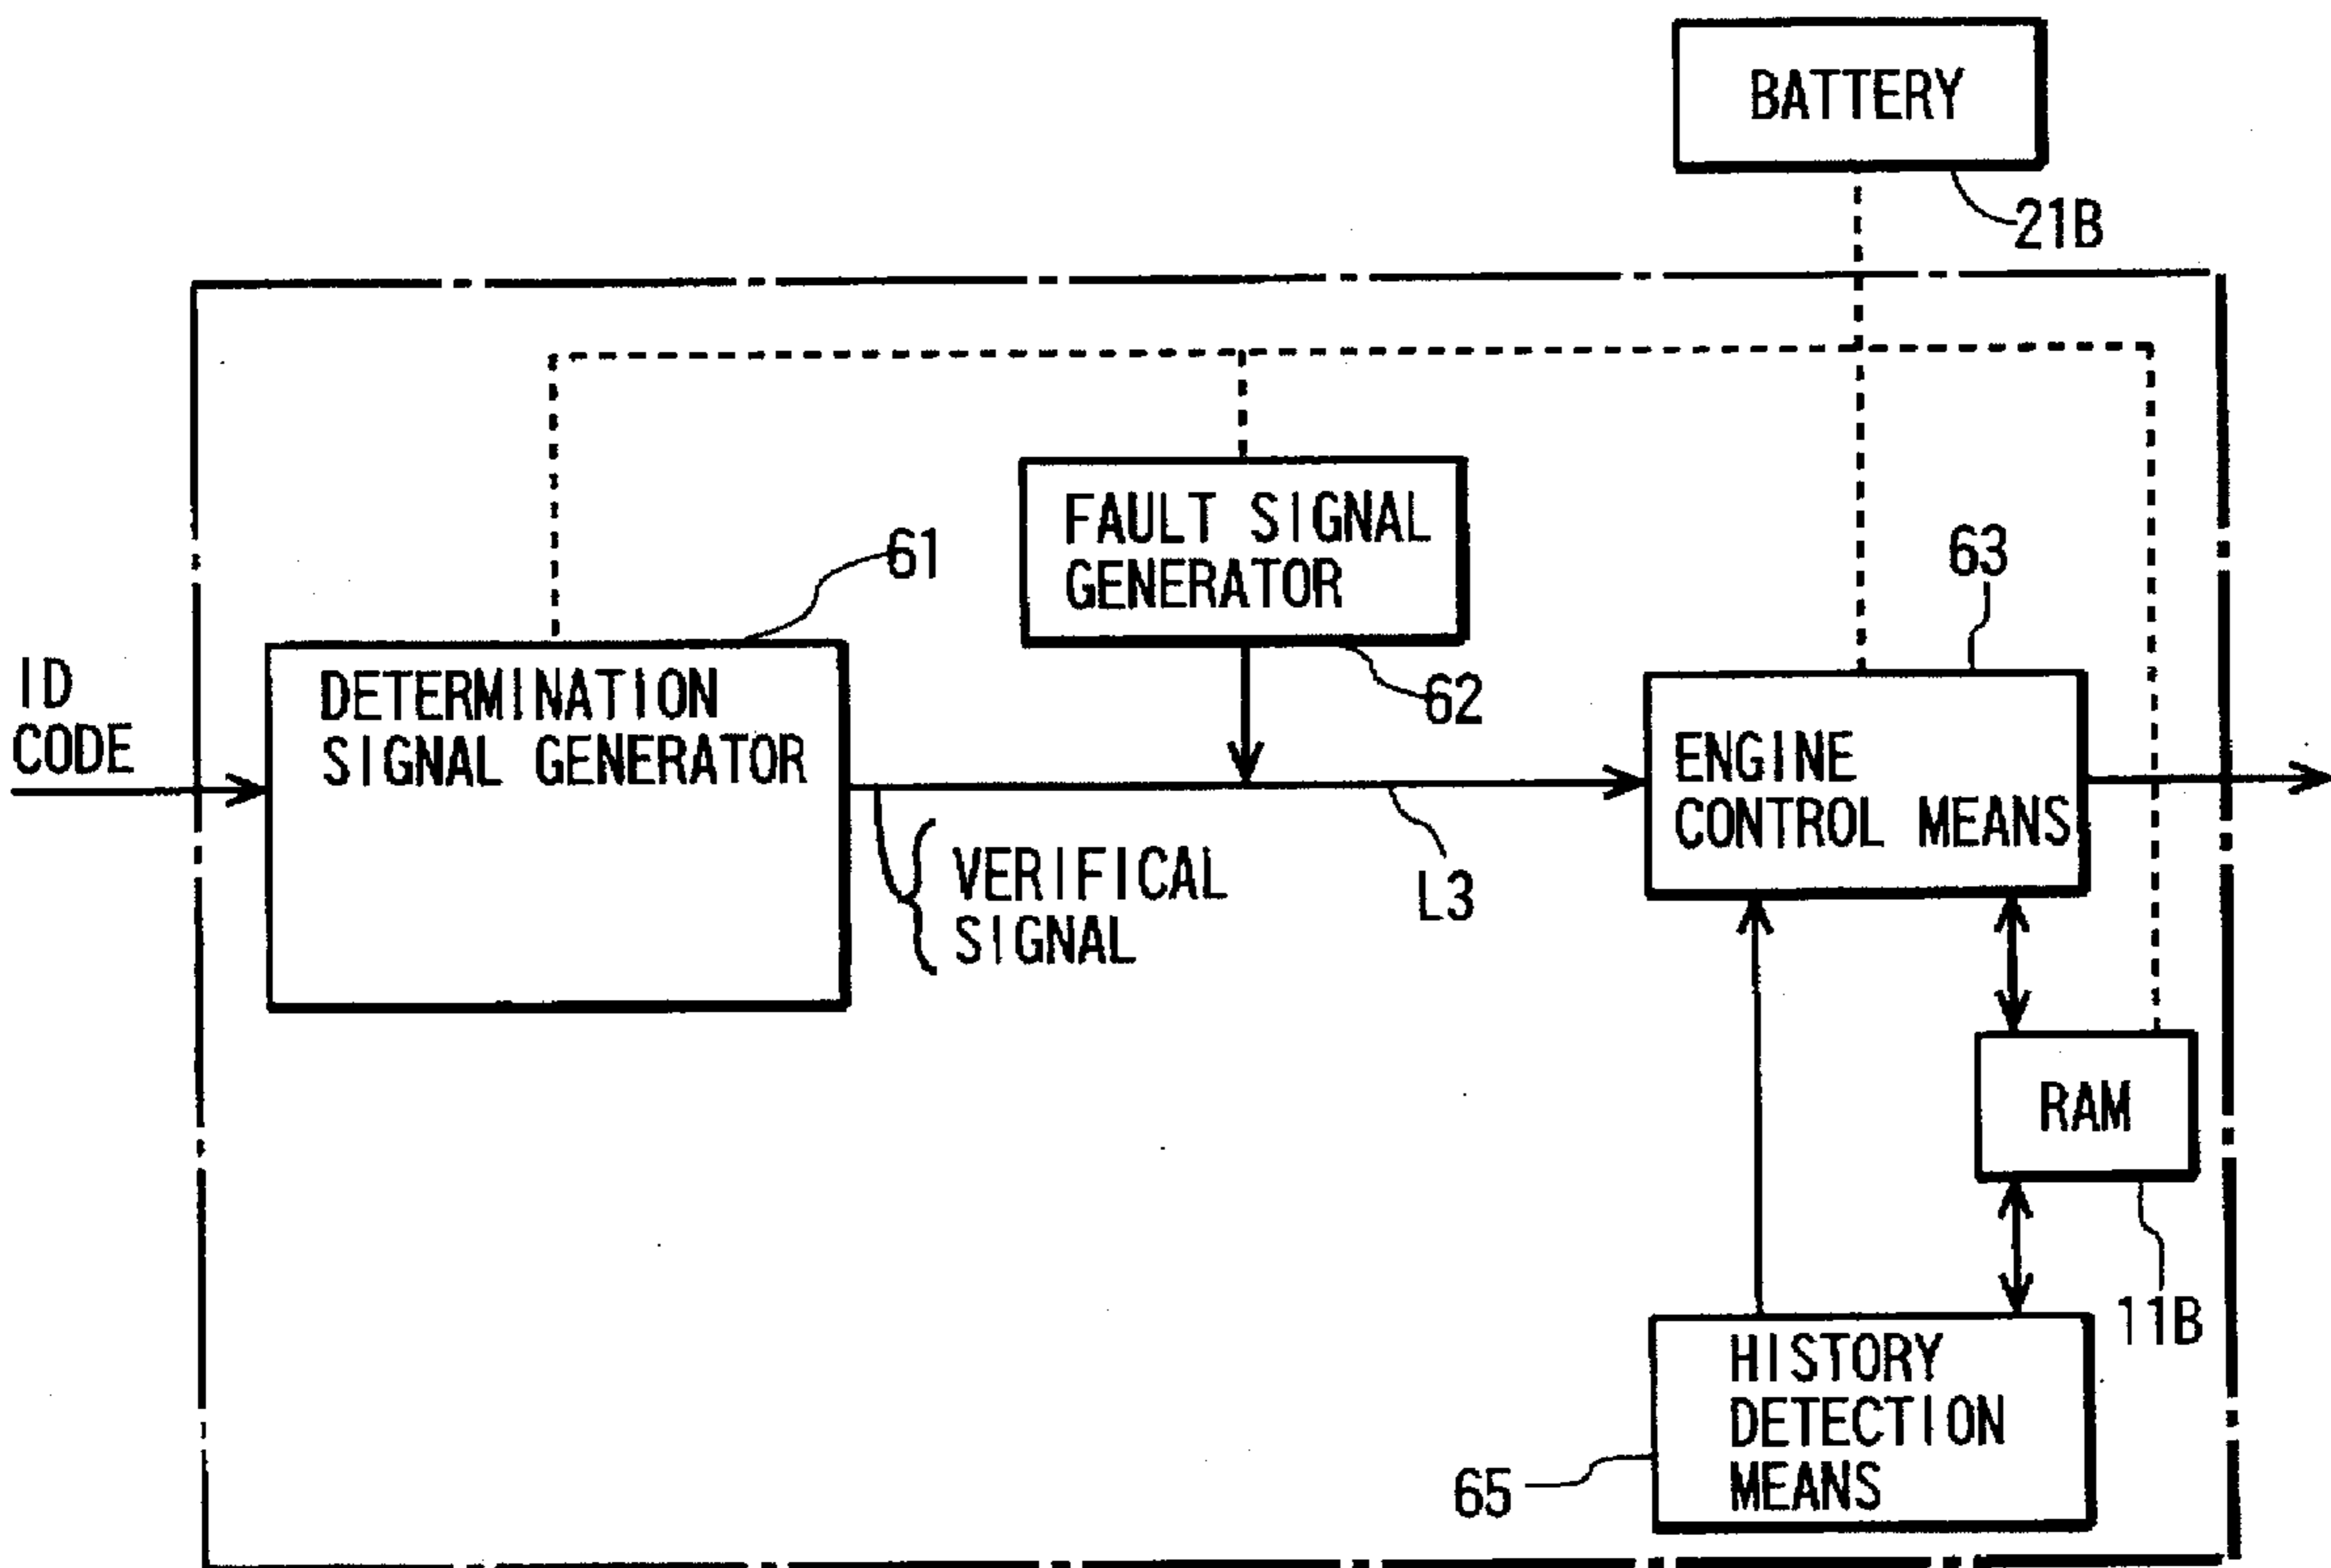 BATTERY
21B
FAULT SIGNAL
GENERATOR
61
63
62
ID
CODE
DETERMINATION
SIGNAL GENERATOR
ENGINE
CONTROL MEANS
VERIFICAL
SIGNAL
L3
RAM
11B
HISTORY
DETECTION
MEANS
65